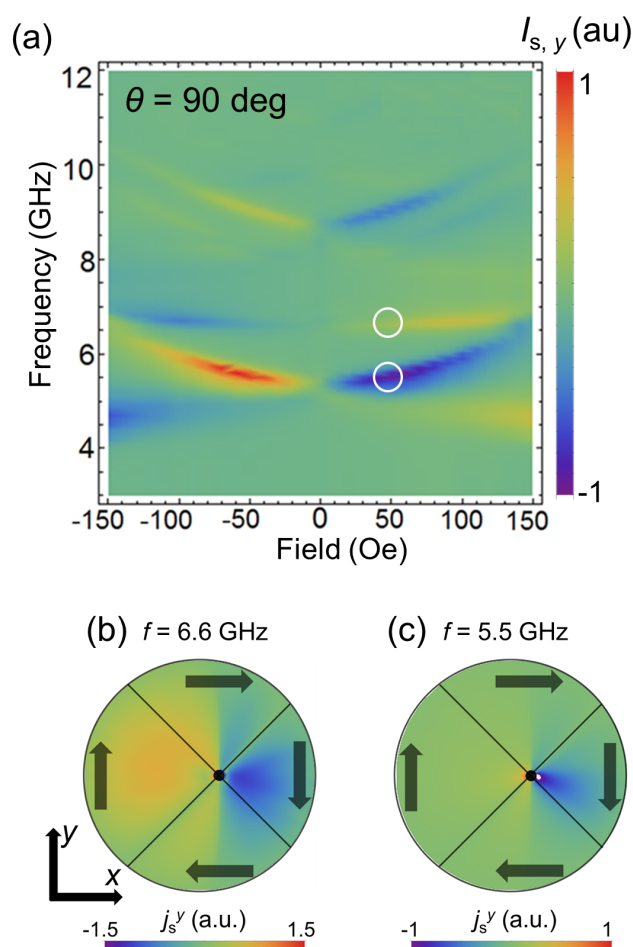 (a)
I_s, y (au)
θ = 90 deg
12
10
8
6
4
Frequency (GHz)
-150 -100 -50 0 50 100 150
Field (Oe)
1
-1
(b) f = 6.6 GHz
(c) f = 5.5 GHz
y
x
j_s^y (a.u.)
-1.5 1.5
j_s^y (a.u.)
-1 1